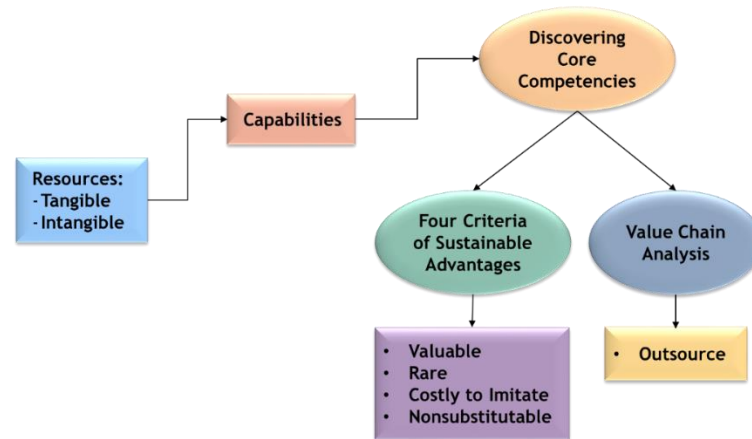 Discovering
Core
Competencies
Capabilities
Resources:
- Tangible
- Intangible
Four Criteria
of Sustainable
Advantages
Value Chain
Analysis
• Valuable
• Rare
• Costly to Imitate
• Nonsubstitutable
• Outsource